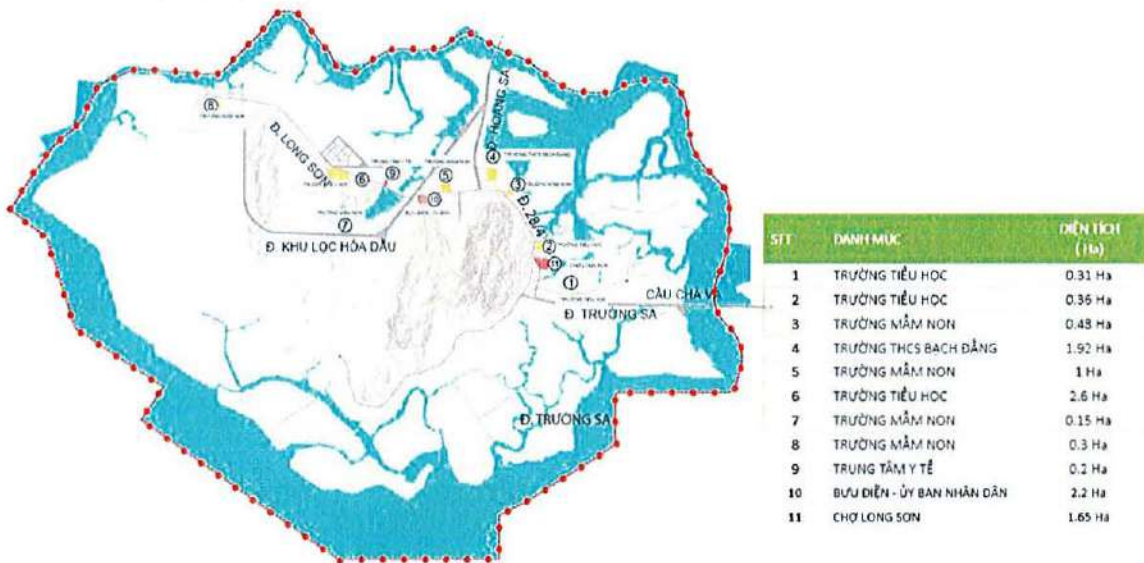 Đ. HOÀNG SA
8
Đ. LONG SƠN
4
3
5
9
6
10
7
Đ. 28/4
Đ. KHU LỌC HÓA DẦU
2
11
1
CẦU CHÀ VÀ
Đ. TRƯỜNG SA
Đ. TRƯỜNG SA
STT DANH MỤC DIỆN TÍCH (Ha)
1 TRƯỜNG TIỂU HỌC 0.31 Ha
2 TRƯỜNG TIỂU HỌC 0.36 Ha
3 TRƯỜNG MẦM NON 0.48 Ha
4 TRƯỜNG THCS BẠCH ĐẰNG 1.92 Ha
5 TRƯỜNG MẦM NON 1 Ha
6 TRƯỜNG TIỂU HỌC 2.6 Ha
7 TRƯỜNG MẦM NON 0.15 Ha
8 TRƯỜNG MẦM NON 0.3 Ha
9 TRUNG TÂM Y TẾ 0.2 Ha
10 BƯU ĐIỆN - ỦY BAN NHÂN DÂN 2.2 Ha
11 CHỢ LONG SƠN 1.65 Ha